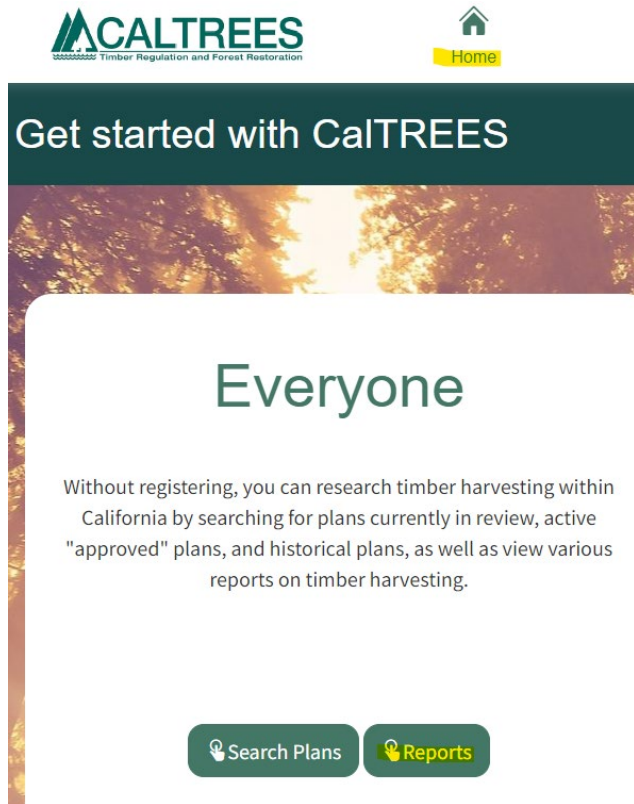 CALTREES
Timber Regulation and Forest Restoration
Home
Get started with CalTREES
Everyone
Without registering, you can research timber harvesting within
California by searching for plans currently in review, active
"approved" plans, and historical plans, as well as view various
reports on timber harvesting.
Search Plans
Reports